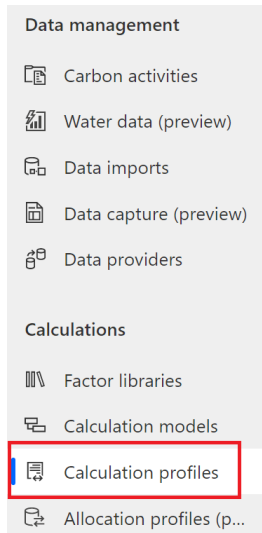 Data management
Carbon activities
Water data (preview)
Data imports
Data capture (preview)
Data providers
Calculations
Factor libraries
Calculation models
Calculation profiles
Allocation profiles (p...